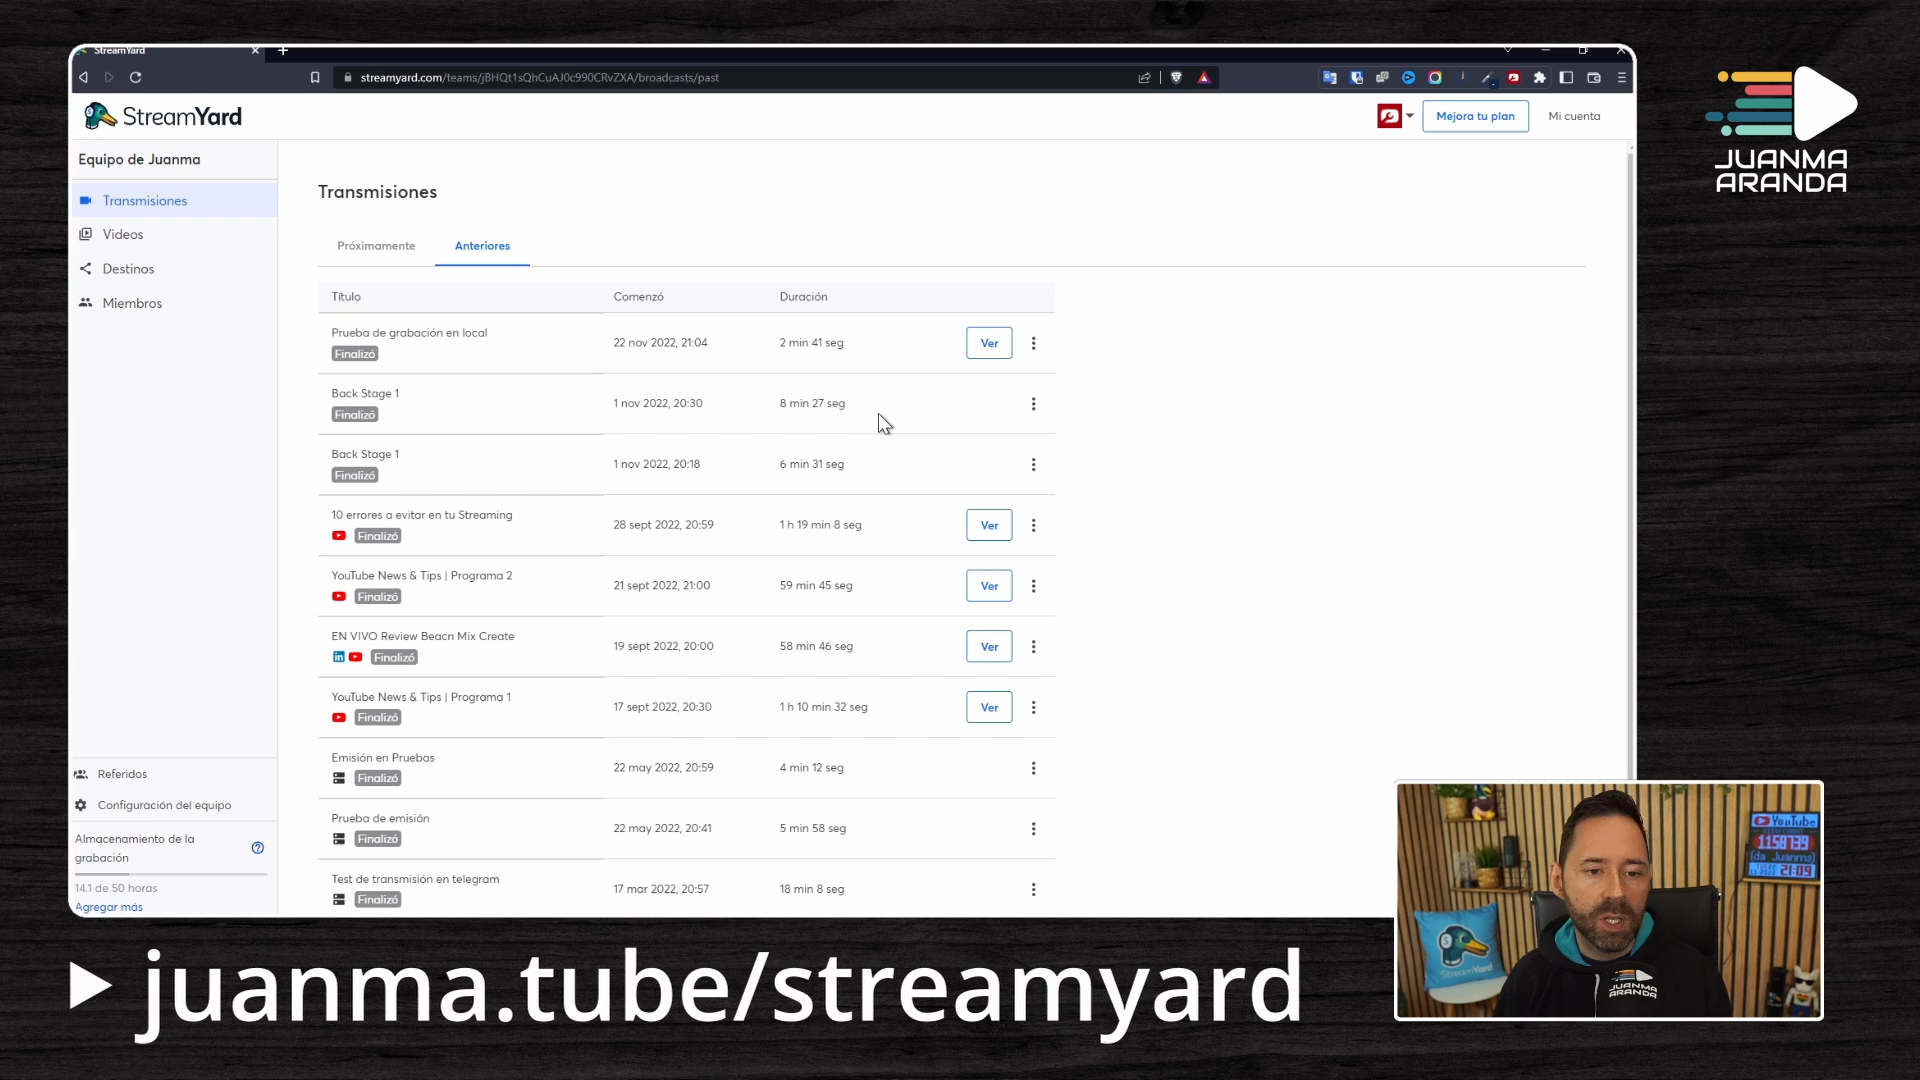 StreamYard
streamyard.com/teams/jBHQt1sQhCuAJ0c990CRvZXA/broadcasts/past
StreamYard
Mejora tu plan
Mi cuenta
JUANMA
ARANDA
Equipo de Juanma
Transmisiones
Videos
Destinos
Miembros
Referidos
Configuración del equipo
Almacenamiento de la
grabación
14.1 de 50 horas
Agregar más
Transmisiones
Próximamente
Anteriores
Título
Comenzó
Duración
Prueba de grabación en local
Finalizó
22 nov 2022, 21:04
2 min 41 seg
Ver
Back Stage 1
Finalizó
1 nov 2022, 20:30
8 min 27 seg
Back Stage 1
Finalizó
1 nov 2022, 20:18
6 min 31 seg
10 errores a evitar en tu Streaming
Finalizó
28 sept 2022, 20:59
1 h 19 min 8 seg
Ver
YouTube News & Tips | Programa 2
Finalizó
21 sept 2022, 21:00
59 min 45 seg
Ver
EN VIVO Review Beacn Mix Create
Finalizó
19 sept 2022, 20:00
58 min 46 seg
Ver
YouTube News & Tips | Programa 1
Finalizó
17 sept 2022, 20:30
1 h 10 min 32 seg
Ver
Emisión en Pruebas
Finalizó
22 may 2022, 20:59
4 min 12 seg
Prueba de emisión
Finalizó
22 may 2022, 20:41
5 min 58 seg
Test de transmisión en telegram
Finalizó
17 mar 2022, 20:57
18 min 8 seg
YouTube
1158739
(da Juanma)
21:09
StreamYard
JUANMA
ARANDA
juanma.tube/streamyard